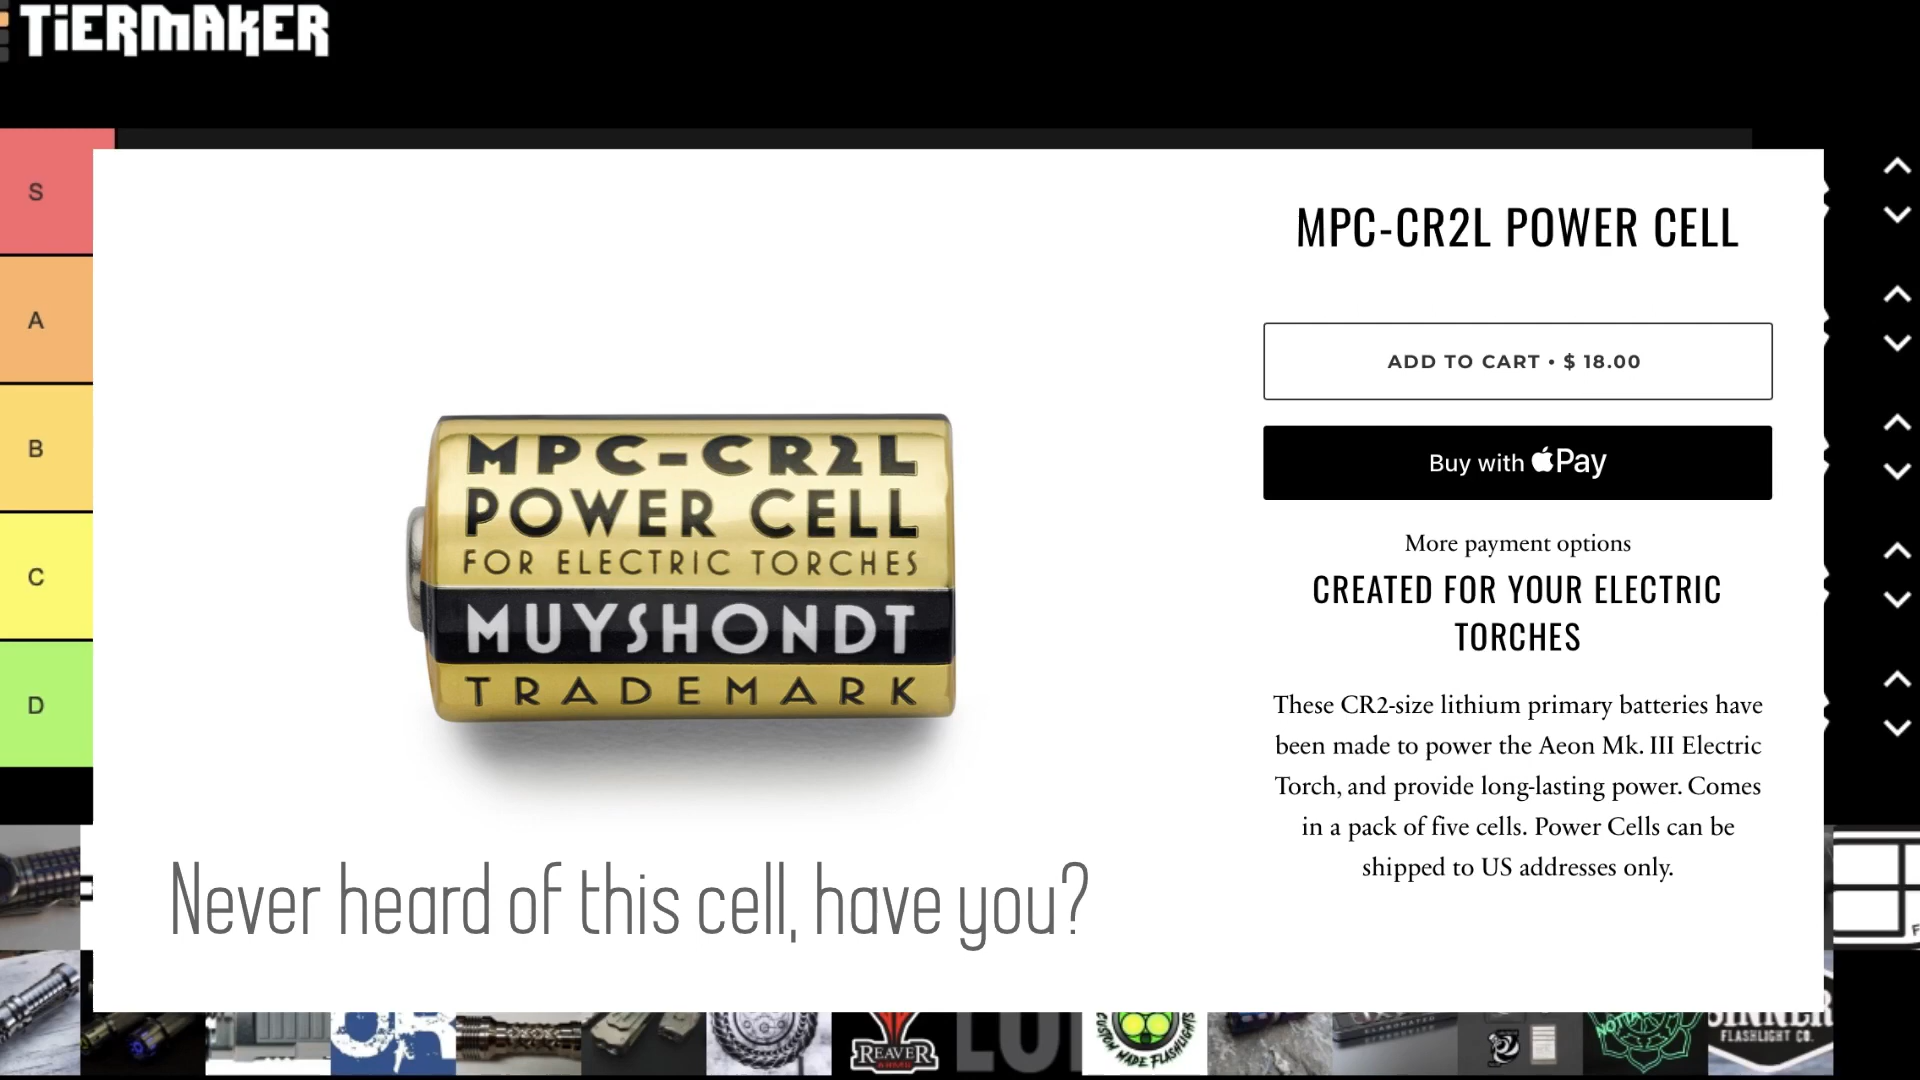 TiERMAKER
S
A
B
C
D
MPC-CR2L POWER CELL
ADD TO CART • $ 18.00
Buy with Pay
More payment options
CREATED FOR YOUR ELECTRIC
TORCHES
These CR2-size lithium primary batteries have
been made to power the Aeon Mk. III Electric
Torch, and provide long-lasting power. Comes
in a pack of five cells. Power Cells can be
shipped to US addresses only.
MPC-CR2L
POWER CELL
FOR ELECTRIC TORCHES
MUYSHONDT
TRADEMARK
Never heard of this cell, have you?
REAVER
CUSTOM MADE FLASHLIGHTS
SINNER
FLASHLIGHT CO.